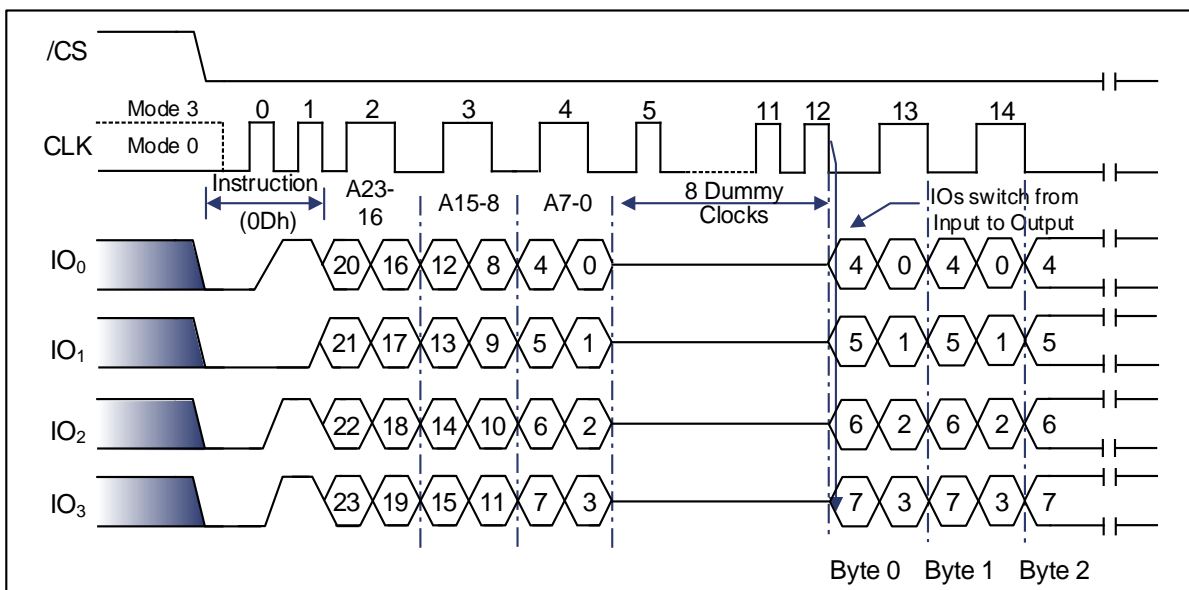 /CS
Mode 3
CLK
Mode 0
0 1 2 3 4 5 11 12 13 14
Instruction
(0Dh)
A23-
16
A15-8
A7-0
8 Dummy
Clocks
IOs switch from
Input to Output
IO₀
20 16 12 8 4 0 4 0 4 0 4
IO₁
21 17 13 9 5 1 5 1 5 1 5
IO₂
22 18 14 10 6 2 6 2 6 2 6
IO₃
23 19 15 11 7 3 7 3 7 3 7
Byte 0 Byte 1 Byte 2